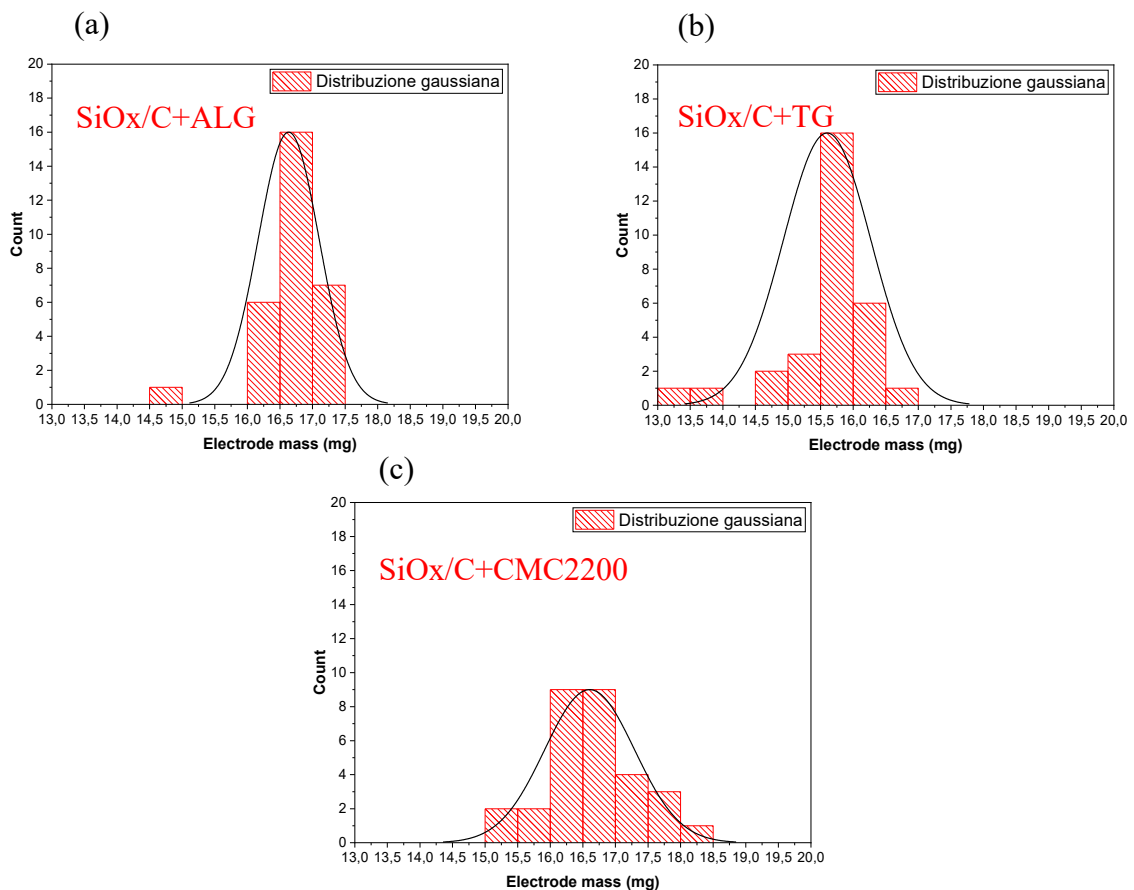 (a)
20
18
16
14
12
10
8
6
4
2
0
Count
Distribuzione gaussiana
SiOx/C+ALG
13,0 13,5 14,0 14,5 15,0 15,5 16,0 16,5 17,0 17,5 18,0 18,5 19,0 19,5 20,0
Electrode mass (mg)
(b)
20
18
16
14
12
10
8
6
4
2
0
Count
Distribuzione gaussiana
SiOx/C+TG
13,0 13,5 14,0 14,5 15,0 15,5 16,0 16,5 17,0 17,5 18,0 18,5 19,0 19,5 20,0
Electrode mass (mg)
(c)
20
18
16
14
12
10
8
6
4
2
0
Count
Distribuzione gaussiana
SiOx/C+CMC2200
13,0 13,5 14,0 14,5 15,0 15,5 16,0 16,5 17,0 17,5 18,0 18,5 19,0 19,5 20,0
Electrode mass (mg)